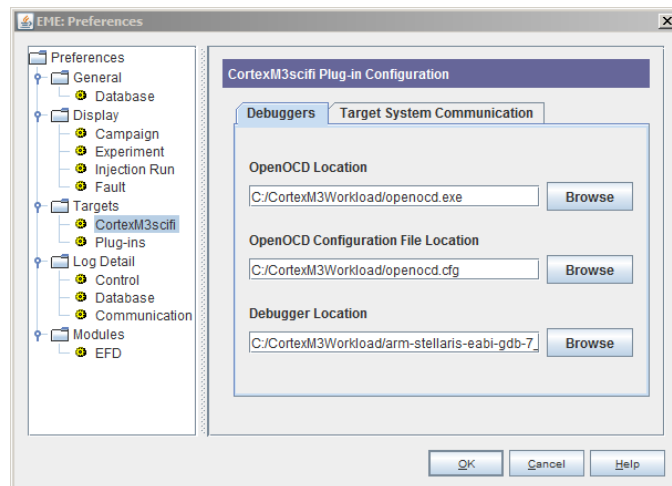 EME: Preferences
Preferences
General
Database
Display
Campaign
Experiment
Injection Run
Fault
Targets
CortexM3scifi
Plug-ins
Log Detail
Control
Database
Communication
Modules
EFD
CortexM3scifi Plug-in Configuration
Debuggers Target System Communication
OpenOCD Location
C:/CortexM3Workload/openocd.exe Browse
OpenOCD Configuration File Location
C:/CortexM3Workload/openocd.cfg Browse
Debugger Location
C:/CortexM3Workload/arm-stellaris-eabi-gdb-7_ Browse
OK Cancel Help